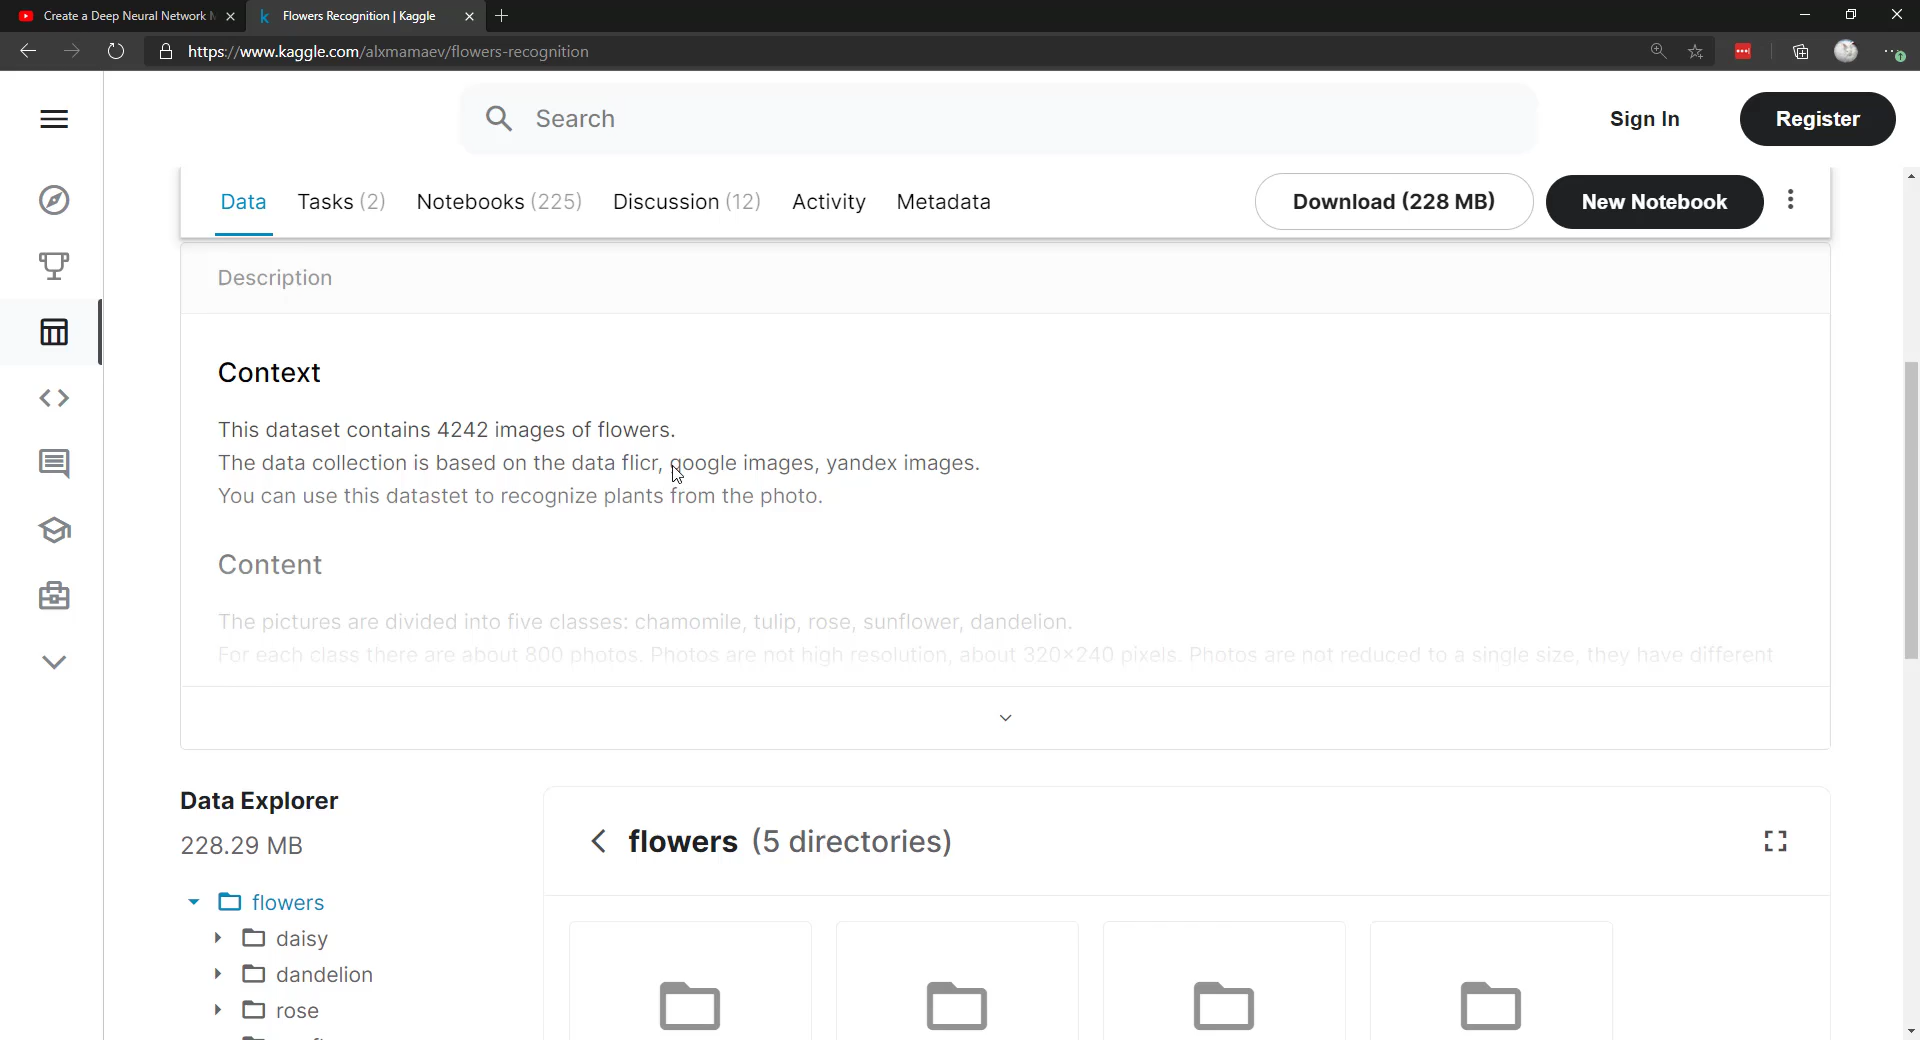 Create a Deep Neural Network
Flowers Recognition | Kaggle
https://www.kaggle.com/alxmamaev/flowers-recognition
Search
Sign In
Register
Data
Tasks (2)
Notebooks (225)
Discussion (12)
Activity
Metadata
Download (228 MB)
New Notebook
Description
Context
This dataset contains 4242 images of flowers.
The data collection is based on the data flicr, google images, yandex images.
You can use this datastet to recognize plants from the photo.
Content
The pictures are divided into five classes: chamomile, tulip, rose, sunflower, dandelion.
For each class there are about 800 photos. Photos are not high resolution, about 320x240 pixels. Photos are not reduced to a single size, they have different
Data Explorer
228.29 MB
flowers (5 directories)
flowers
daisy
dandelion
rose